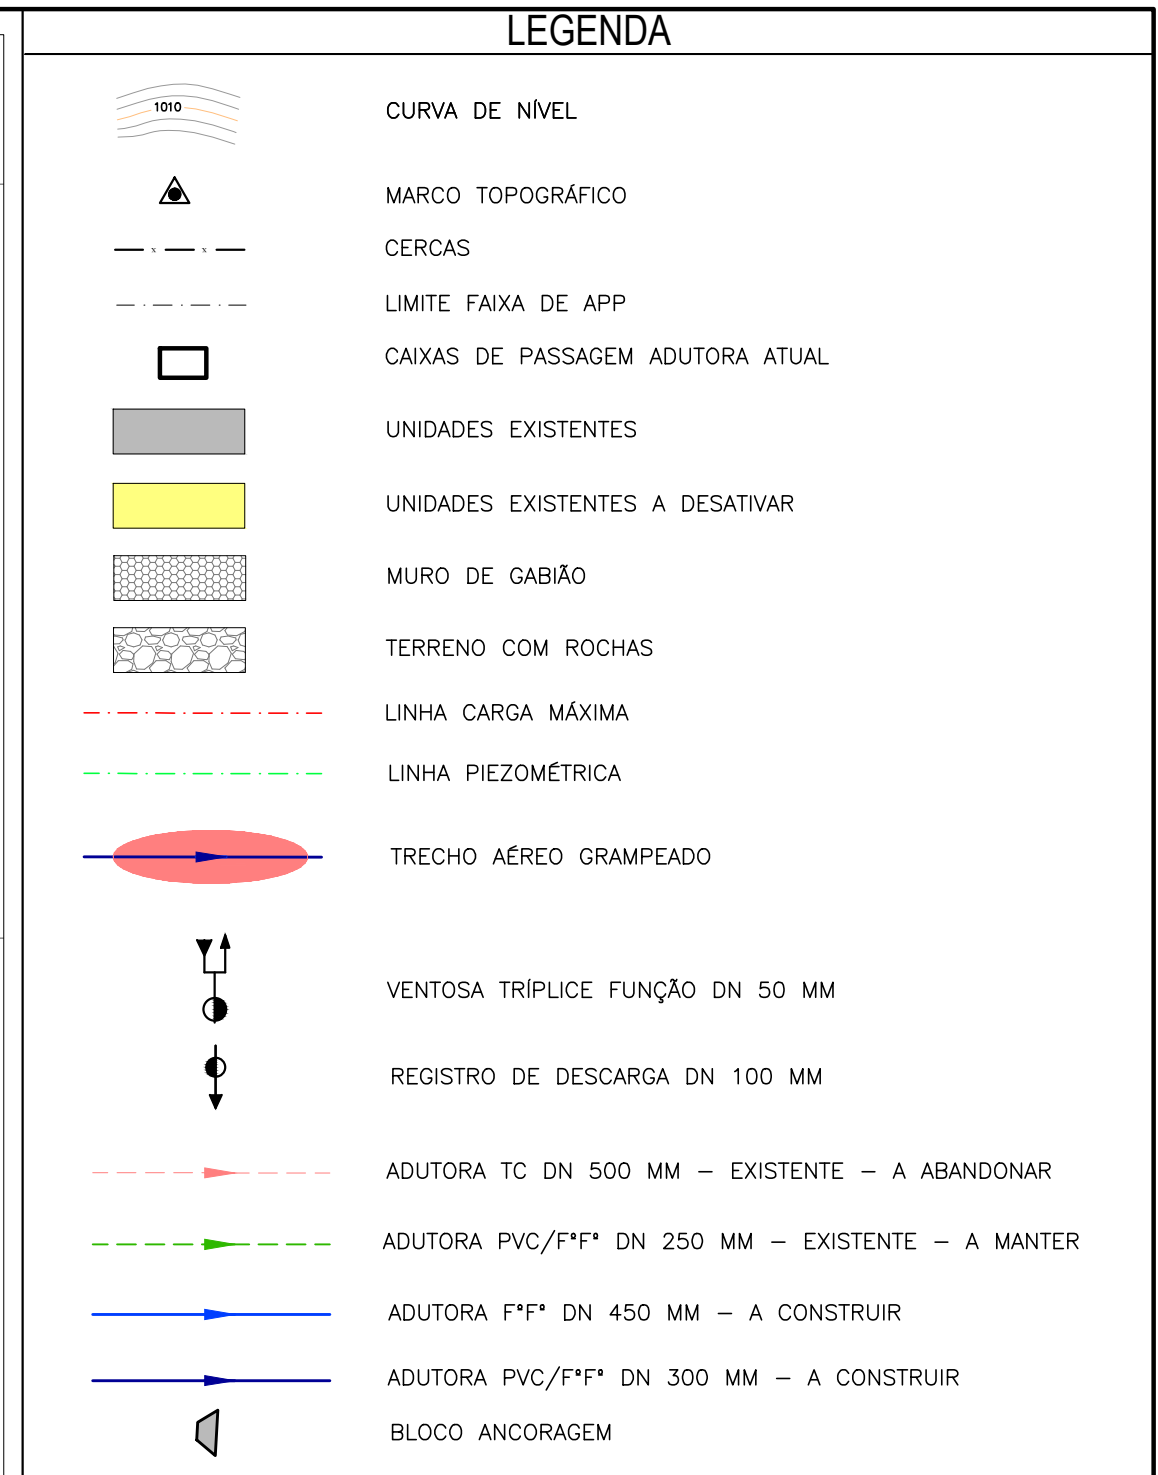 LEGENDA
1010
CURVA DE NÍVEL
MARCO TOPOGRÁFICO
x x
CERCAS
LIMITE FAIXA DE APP
CAIXAS DE PASSAGEM ADUTORA ATUAL
UNIDADES EXISTENTES
UNIDADES EXISTENTES A DESATIVAR
MURO DE GABIÃO
TERRENO COM ROCHAS
LINHA CARGA MÁXIMA
LINHA PIEZOMÉTRICA
TRECHO AÉREO GRAMPEADO
VENTOSA TRÍPLICE FUNÇÃO DN 50 MM
REGISTRO DE DESCARGA DN 100 MM
ADUTORA TC DN 500 MM – EXISTENTE – A ABANDONAR
ADUTORA PVC/FºFº DN 250 MM – EXISTENTE – A MANTER
ADUTORA FºFº DN 450 MM – A CONSTRUIR
ADUTORA PVC/FºFº DN 300 MM – A CONSTRUIR
BLOCO ANCORAGEM